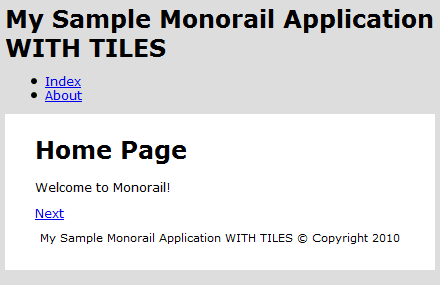 My Sample Monorail Application
WITH TILES
Index
About
Home Page
Welcome to Monorail!
Next
My Sample Monorail Application WITH TILES © Copyright 2010